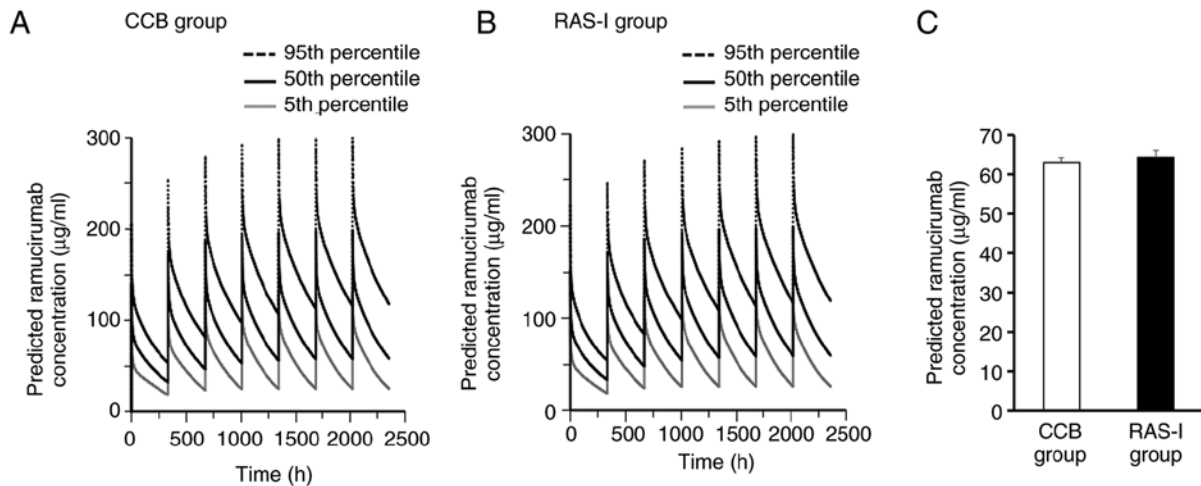 A
CCB group
95th percentile
50th percentile
5th percentile
Predicted ramucirumab
concentration (μg/ml)
300
200
100
0
0
500
1000
1500
2000
2500
Time (h)
B
RAS-I group
95th percentile
50th percentile
5th percentile
Predicted ramucirumab
concentration (μg/ml)
300
200
100
0
0
500
1000
1500
2000
2500
Time (h)
C
Predicted ramucirumab
concentration (μg/ml)
70
60
50
40
30
20
10
0
CCB
group
RAS-I
group